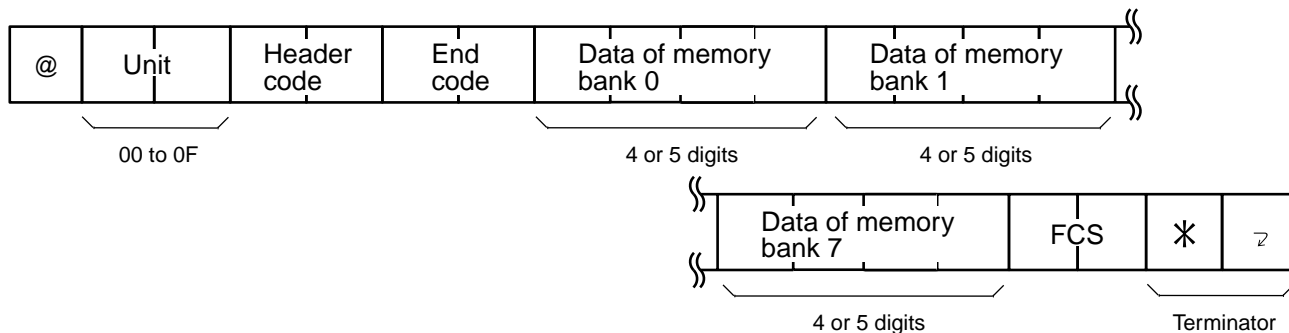 @
Unit
Header code
End code
Data of memory bank 0
Data of memory bank 1
00 to 0F
4 or 5 digits
4 or 5 digits
Data of memory bank 7
FCS
*
4 or 5 digits
Terminator